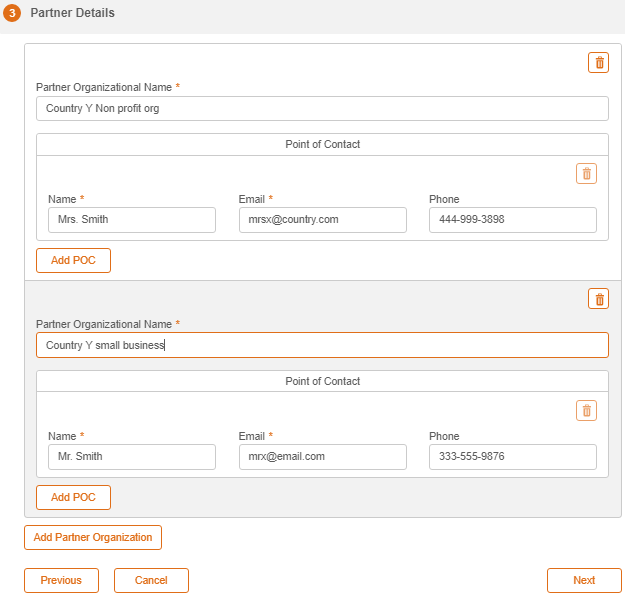 3 Partner Details
Partner Organizational Name *
Country Y Non profit org
Point of Contact
Name * Email * Phone
Mrs. Smith mrsx@country.com 444-999-3898
Add POC
Partner Organizational Name *
Country Y small business
Point of Contact
Name * Email * Phone
Mr. Smith mrx@email.com 333-555-9876
Add POC
Add Partner Organization
Previous Cancel Next